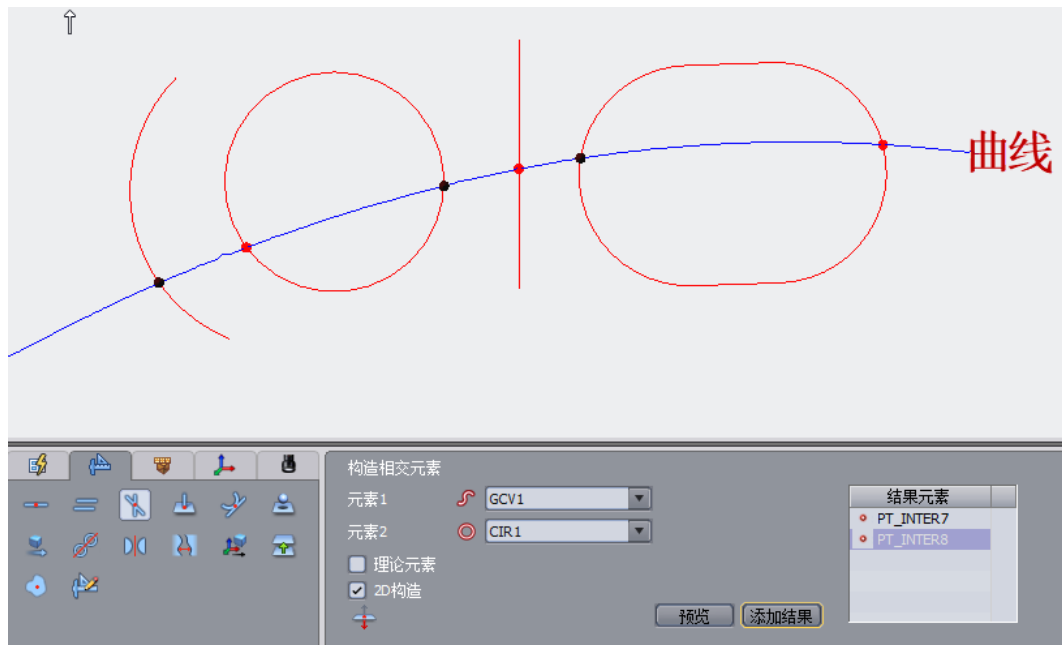 曲线
构造相交元素
元素1 GCV1
元素2 CIR1
理论元素
2D构造
预览 添加结果
结果元素
PT_INTER7
PT_INTER8